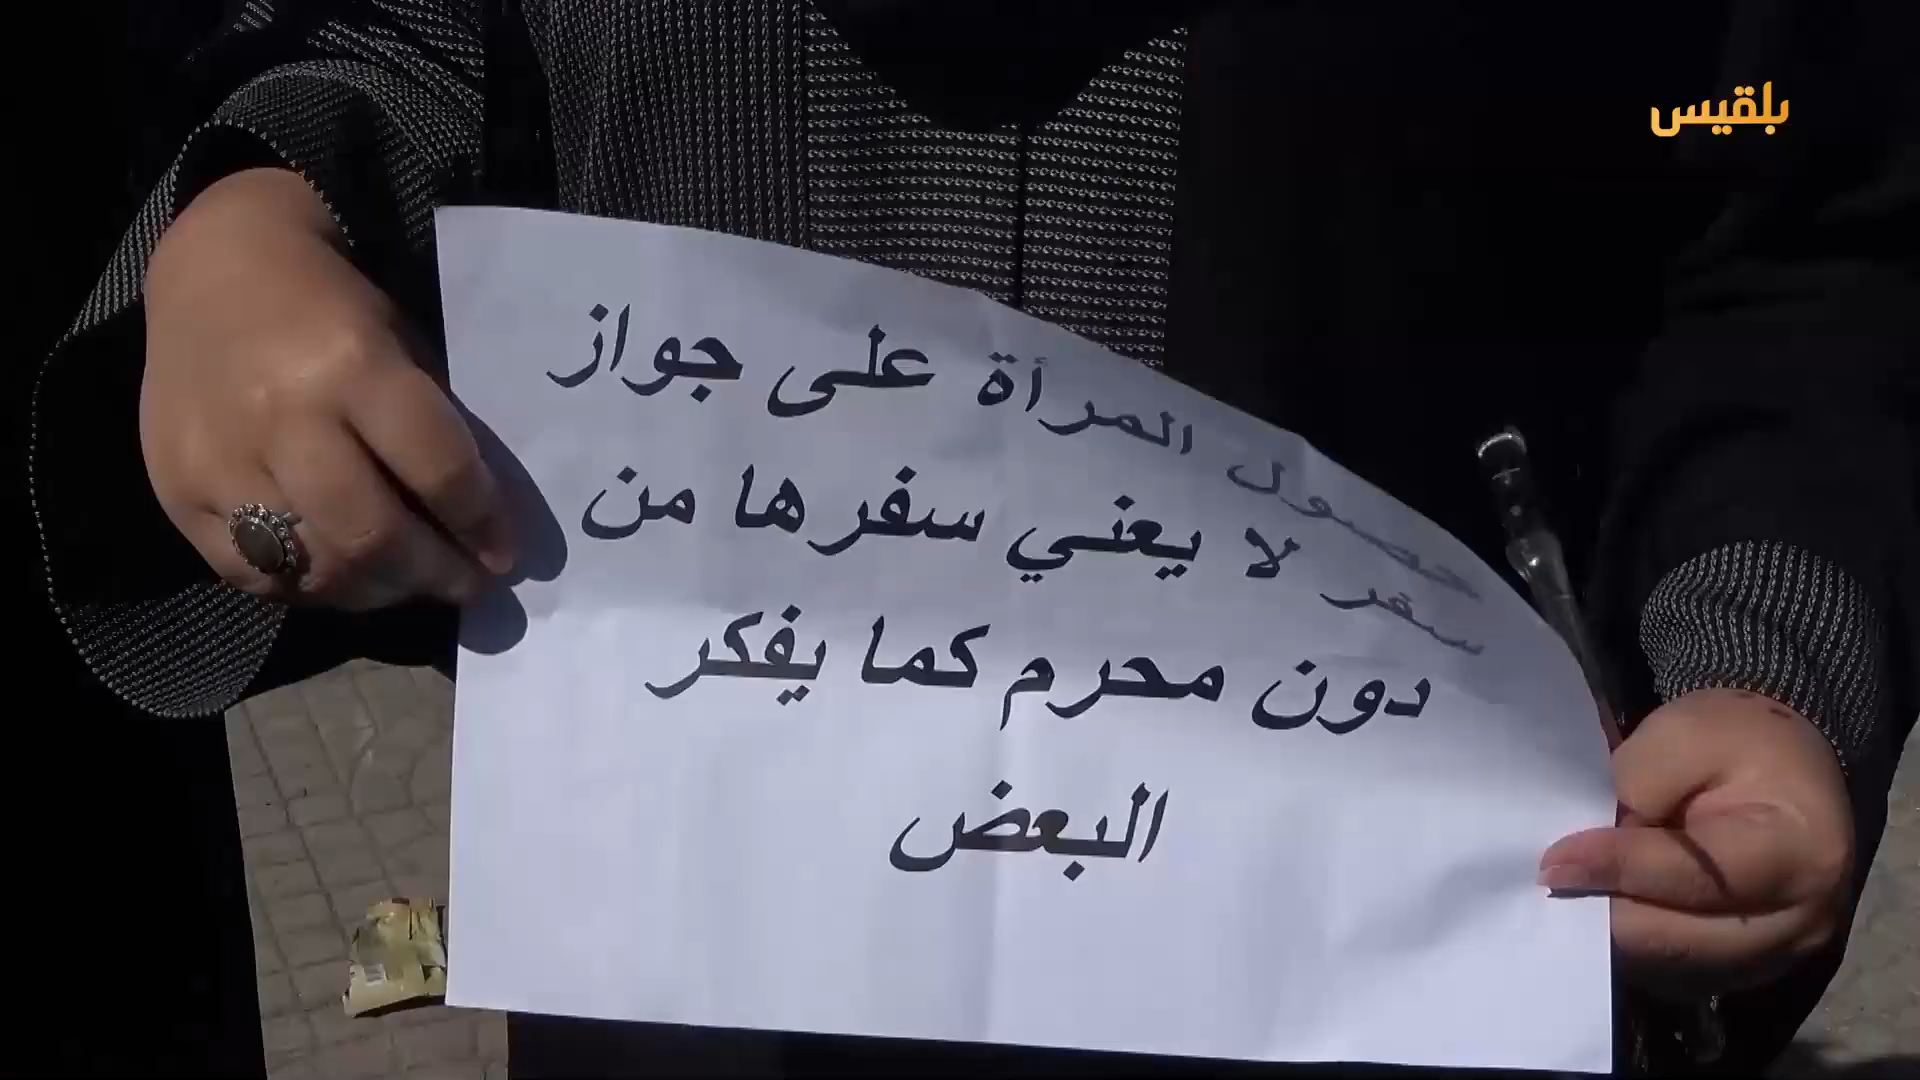 بلقيس
حصول المرأة على جواز
سفر لا يعني سفرها من
دون محرم كما يفكر
البعض